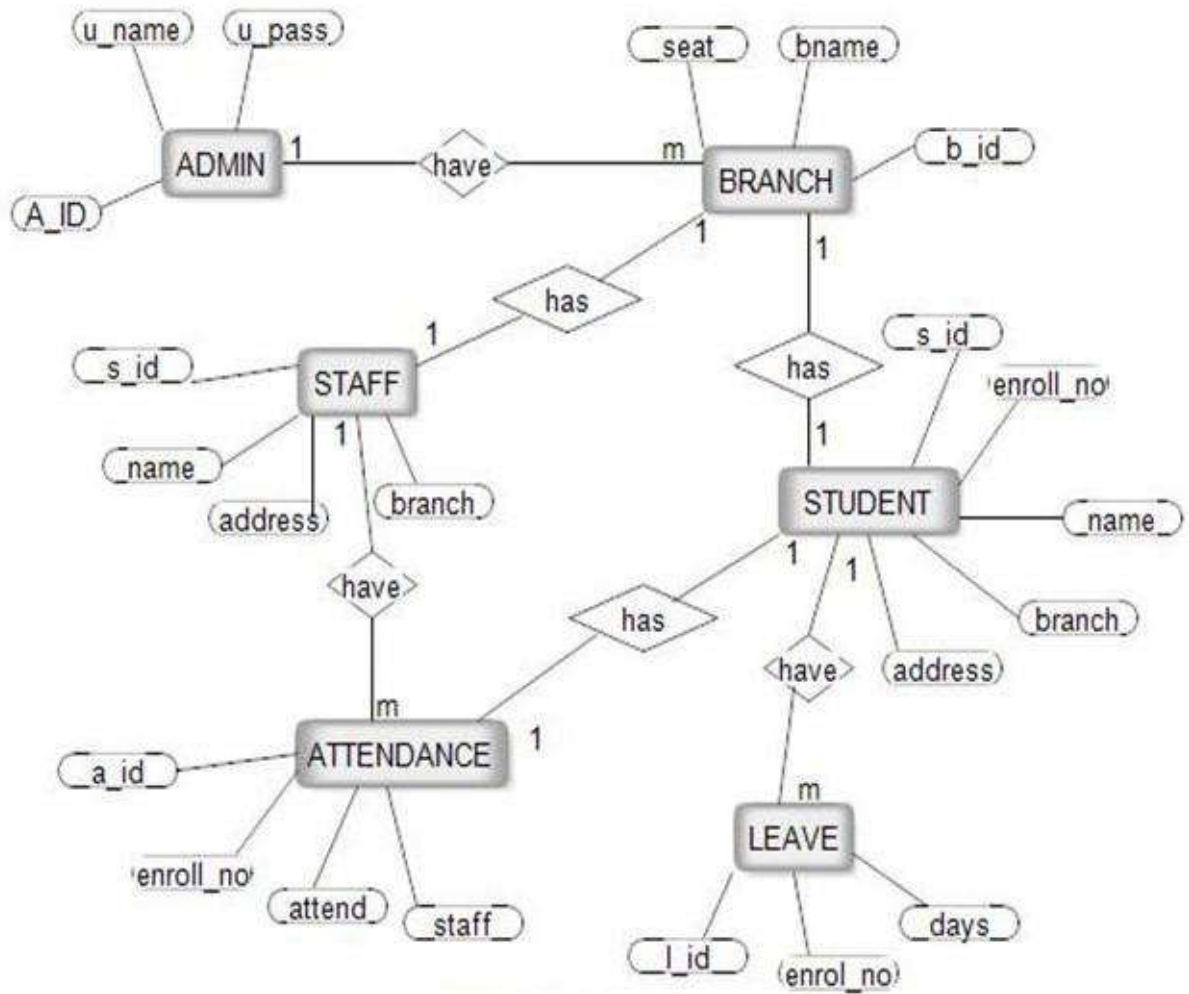 u_name
u_pass
seat
bname
ADMIN
1
have
m
BRANCH
b_id
A_ID
1
1
has
1
s_id
STAFF
has
s_id
enroll_no
name
1
address
branch
1
STUDENT
name
have
has
1
1
have
address
branch
m
ATTENDANCE
1
a_id
enroll_no
attend
staff
m
LEAVE
l_id
enrol_no
days